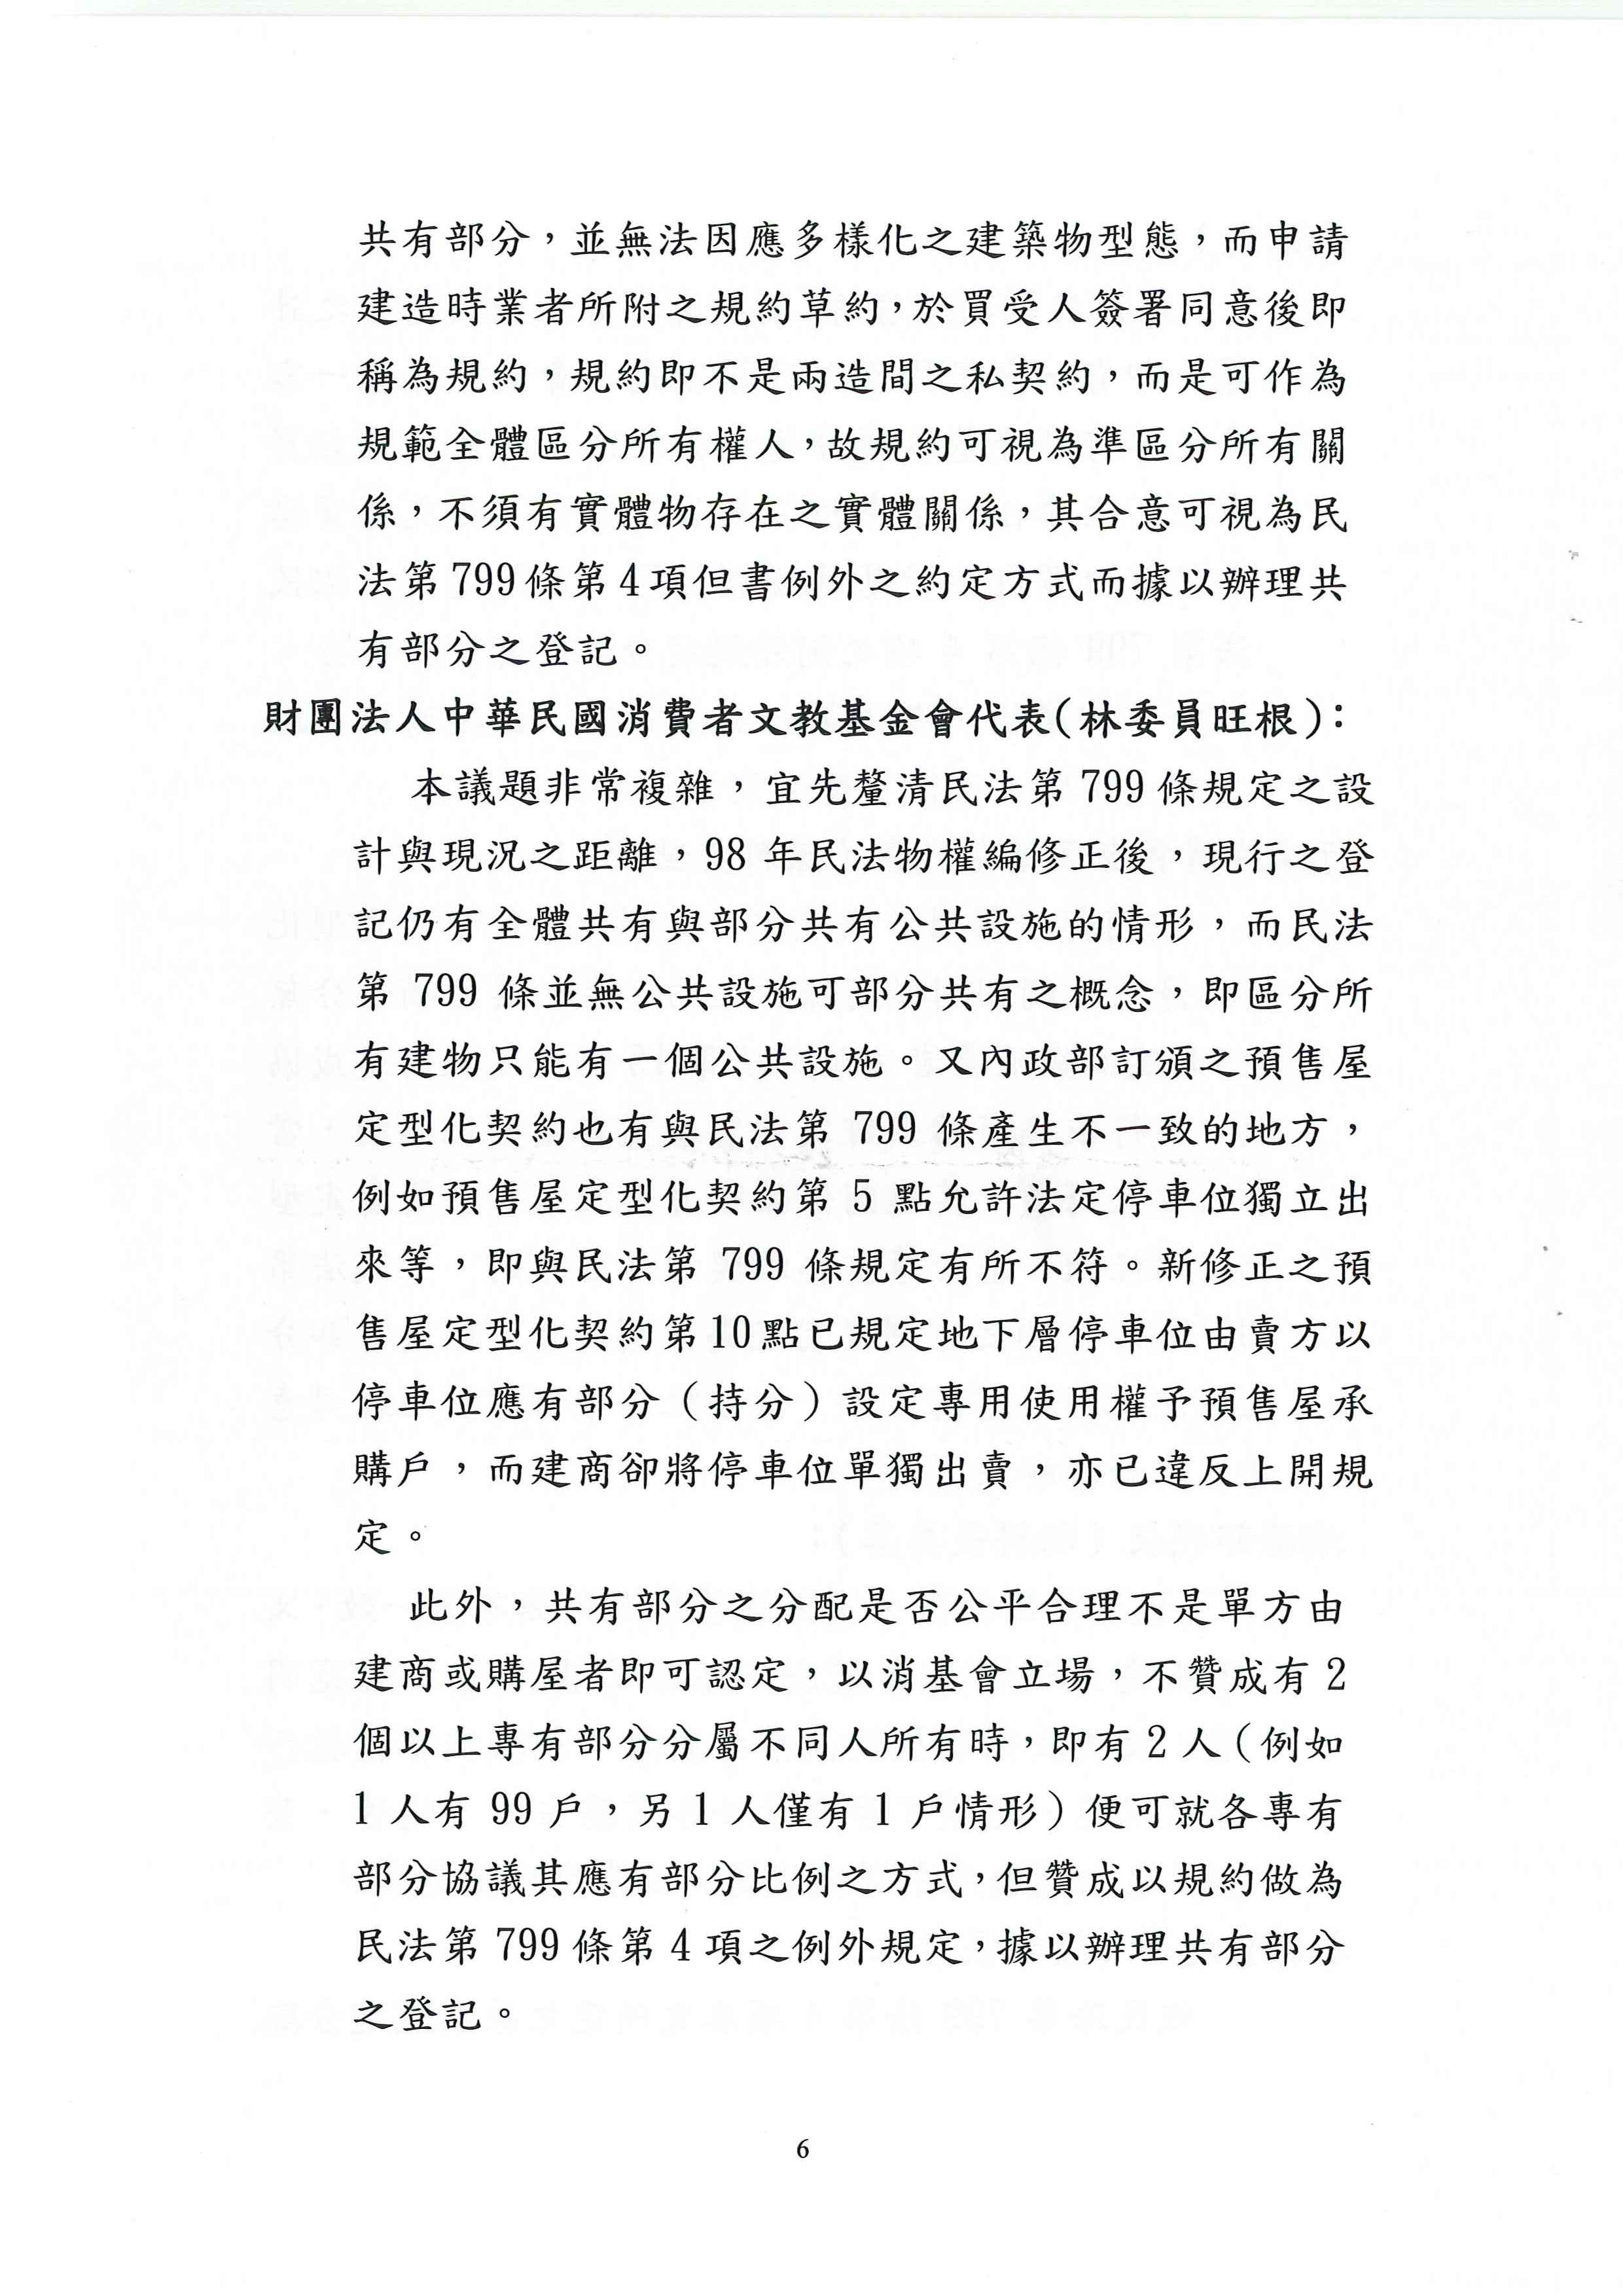 共有部分，並無法因應多樣化之建築物型態，而申請
建造時業者所附之規約草約，於買受人簽署同意後即
稱為規約，規約即不是兩造間之私契約，而是可作為
規範全體區分所有權人，故規約可視為準區分所有關
係，不須有實體物存在之實體關係，其合意可視為民
法第799條第4項但書例外之約定方式而據以辦理共
有部分之登記。
財團法人中華民國消費者文教基金會代表(林委員旺根)：
本議題非常複雜，宜先釐清民法第799條規定之設
計與現況之距離，98年民法物權編修正後，現行之登
記仍有全體共有與部分共有公共設施的情形，而民法
第 799 條並無公共設施可部分共有之概念，即區分所
有建物只能有一個公共設施。又內政部訂頒之預售屋
定型化契約也有與民法第 799 條產生不一致的地方，
例如預售屋定型化契約第 5 點允許法定停車位獨立出
來等，即與民法第 799 條規定有所不符。新修正之預
售屋定型化契約第10點已規定地下層停車位由賣方以
停車位應有部分（持分）設定專用使用權予預售屋承
購戶，而建商卻將停車位單獨出賣，亦已違反上開規
定。
此外，共有部分之分配是否公平合理不是單方由
建商或購屋者即可認定，以消基會立場，不贊成有 2
個以上專有部分分屬不同人所有時，即有 2 人（例如
1 人有 99 戶，另 1 人僅有 1 戶情形）便可就各專有
部分協議其應有部分比例之方式，但贊成以規約做為
民法第 799 條第 4 項之例外規定，據以辦理共有部分
之登記。
6